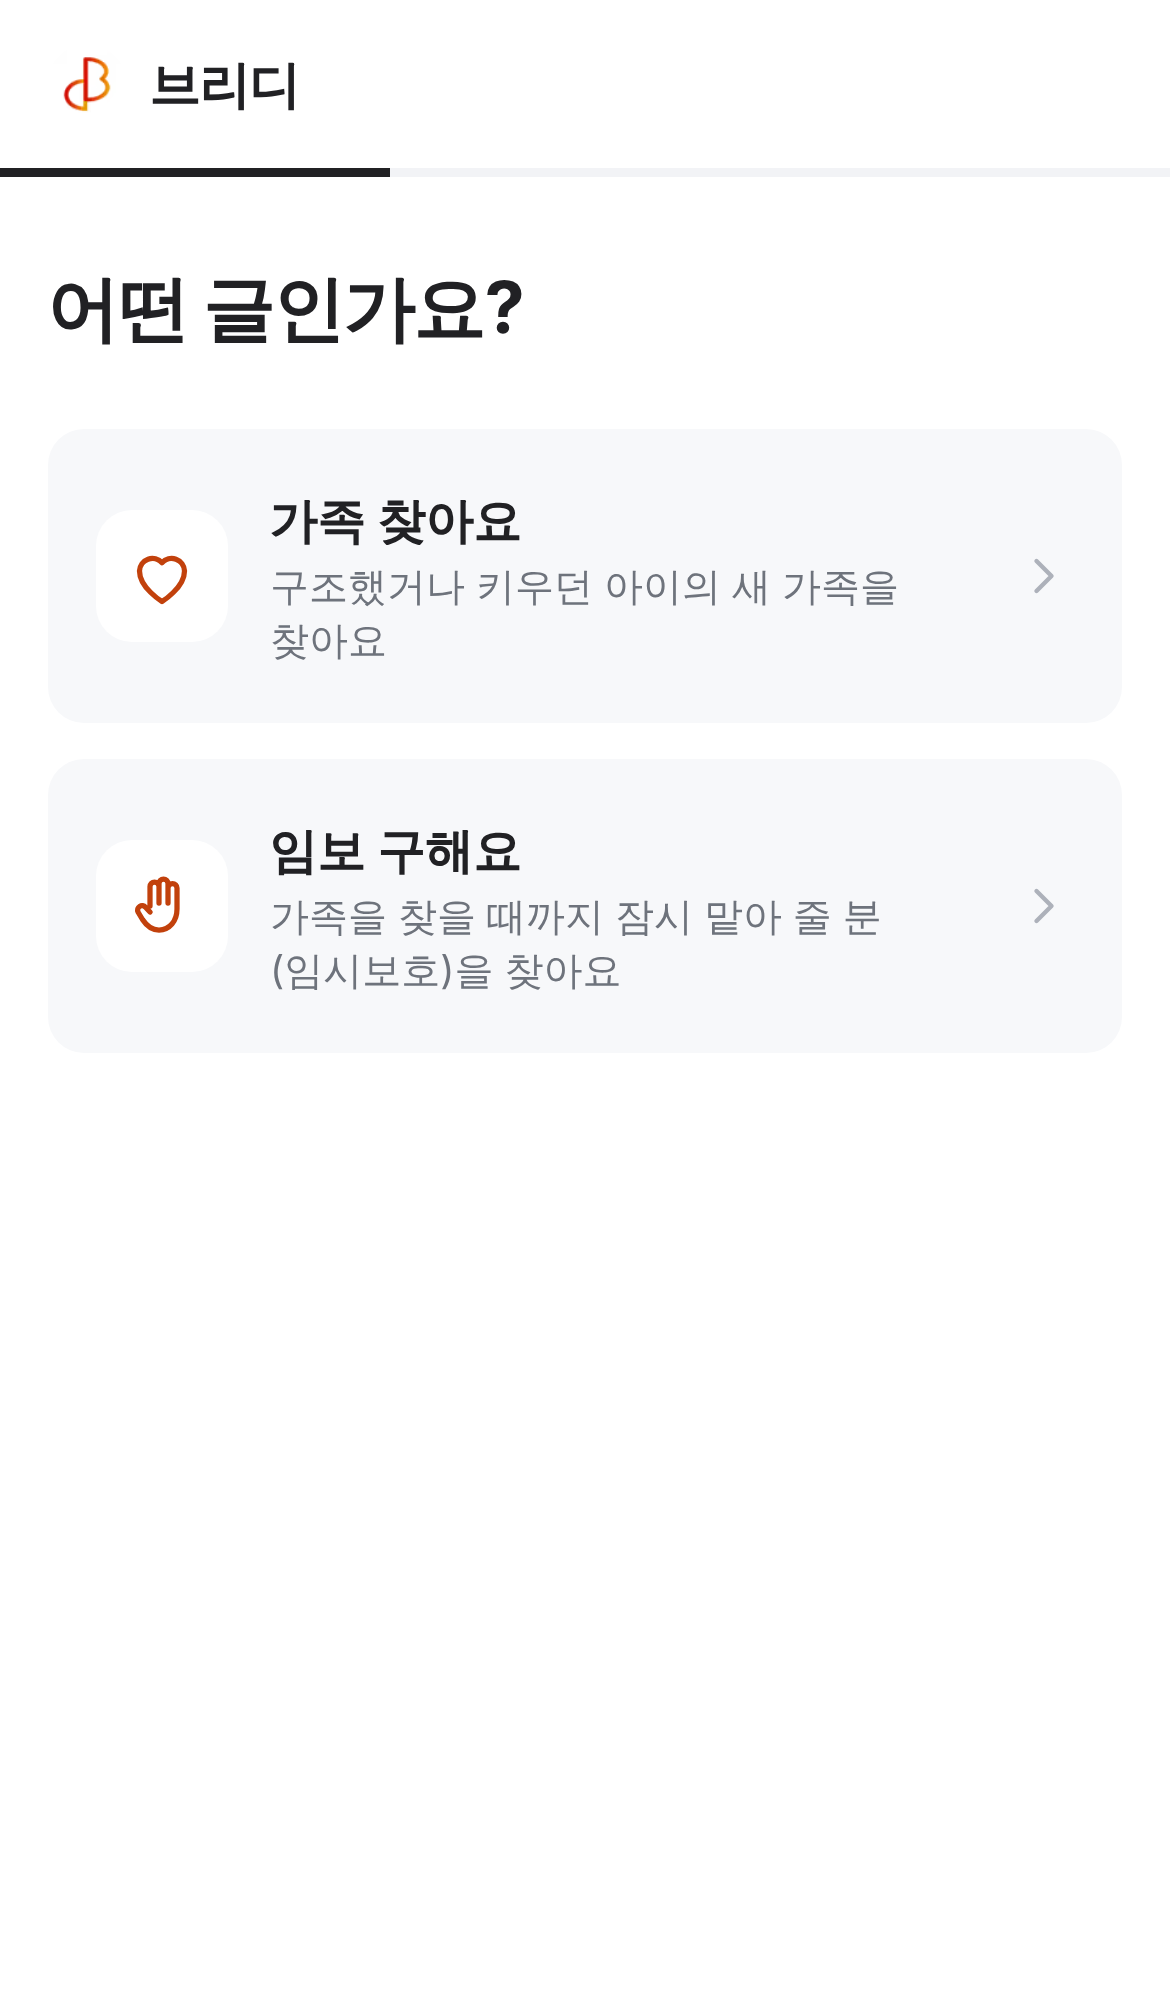 브리디
어떤 글인가요?
가족 찾아요
구조했거나 키우던 아이의 새 가족을
찾아요
임보 구해요
가족을 찾을 때까지 잠시 맡아 줄 분
(임시보호)을 찾아요